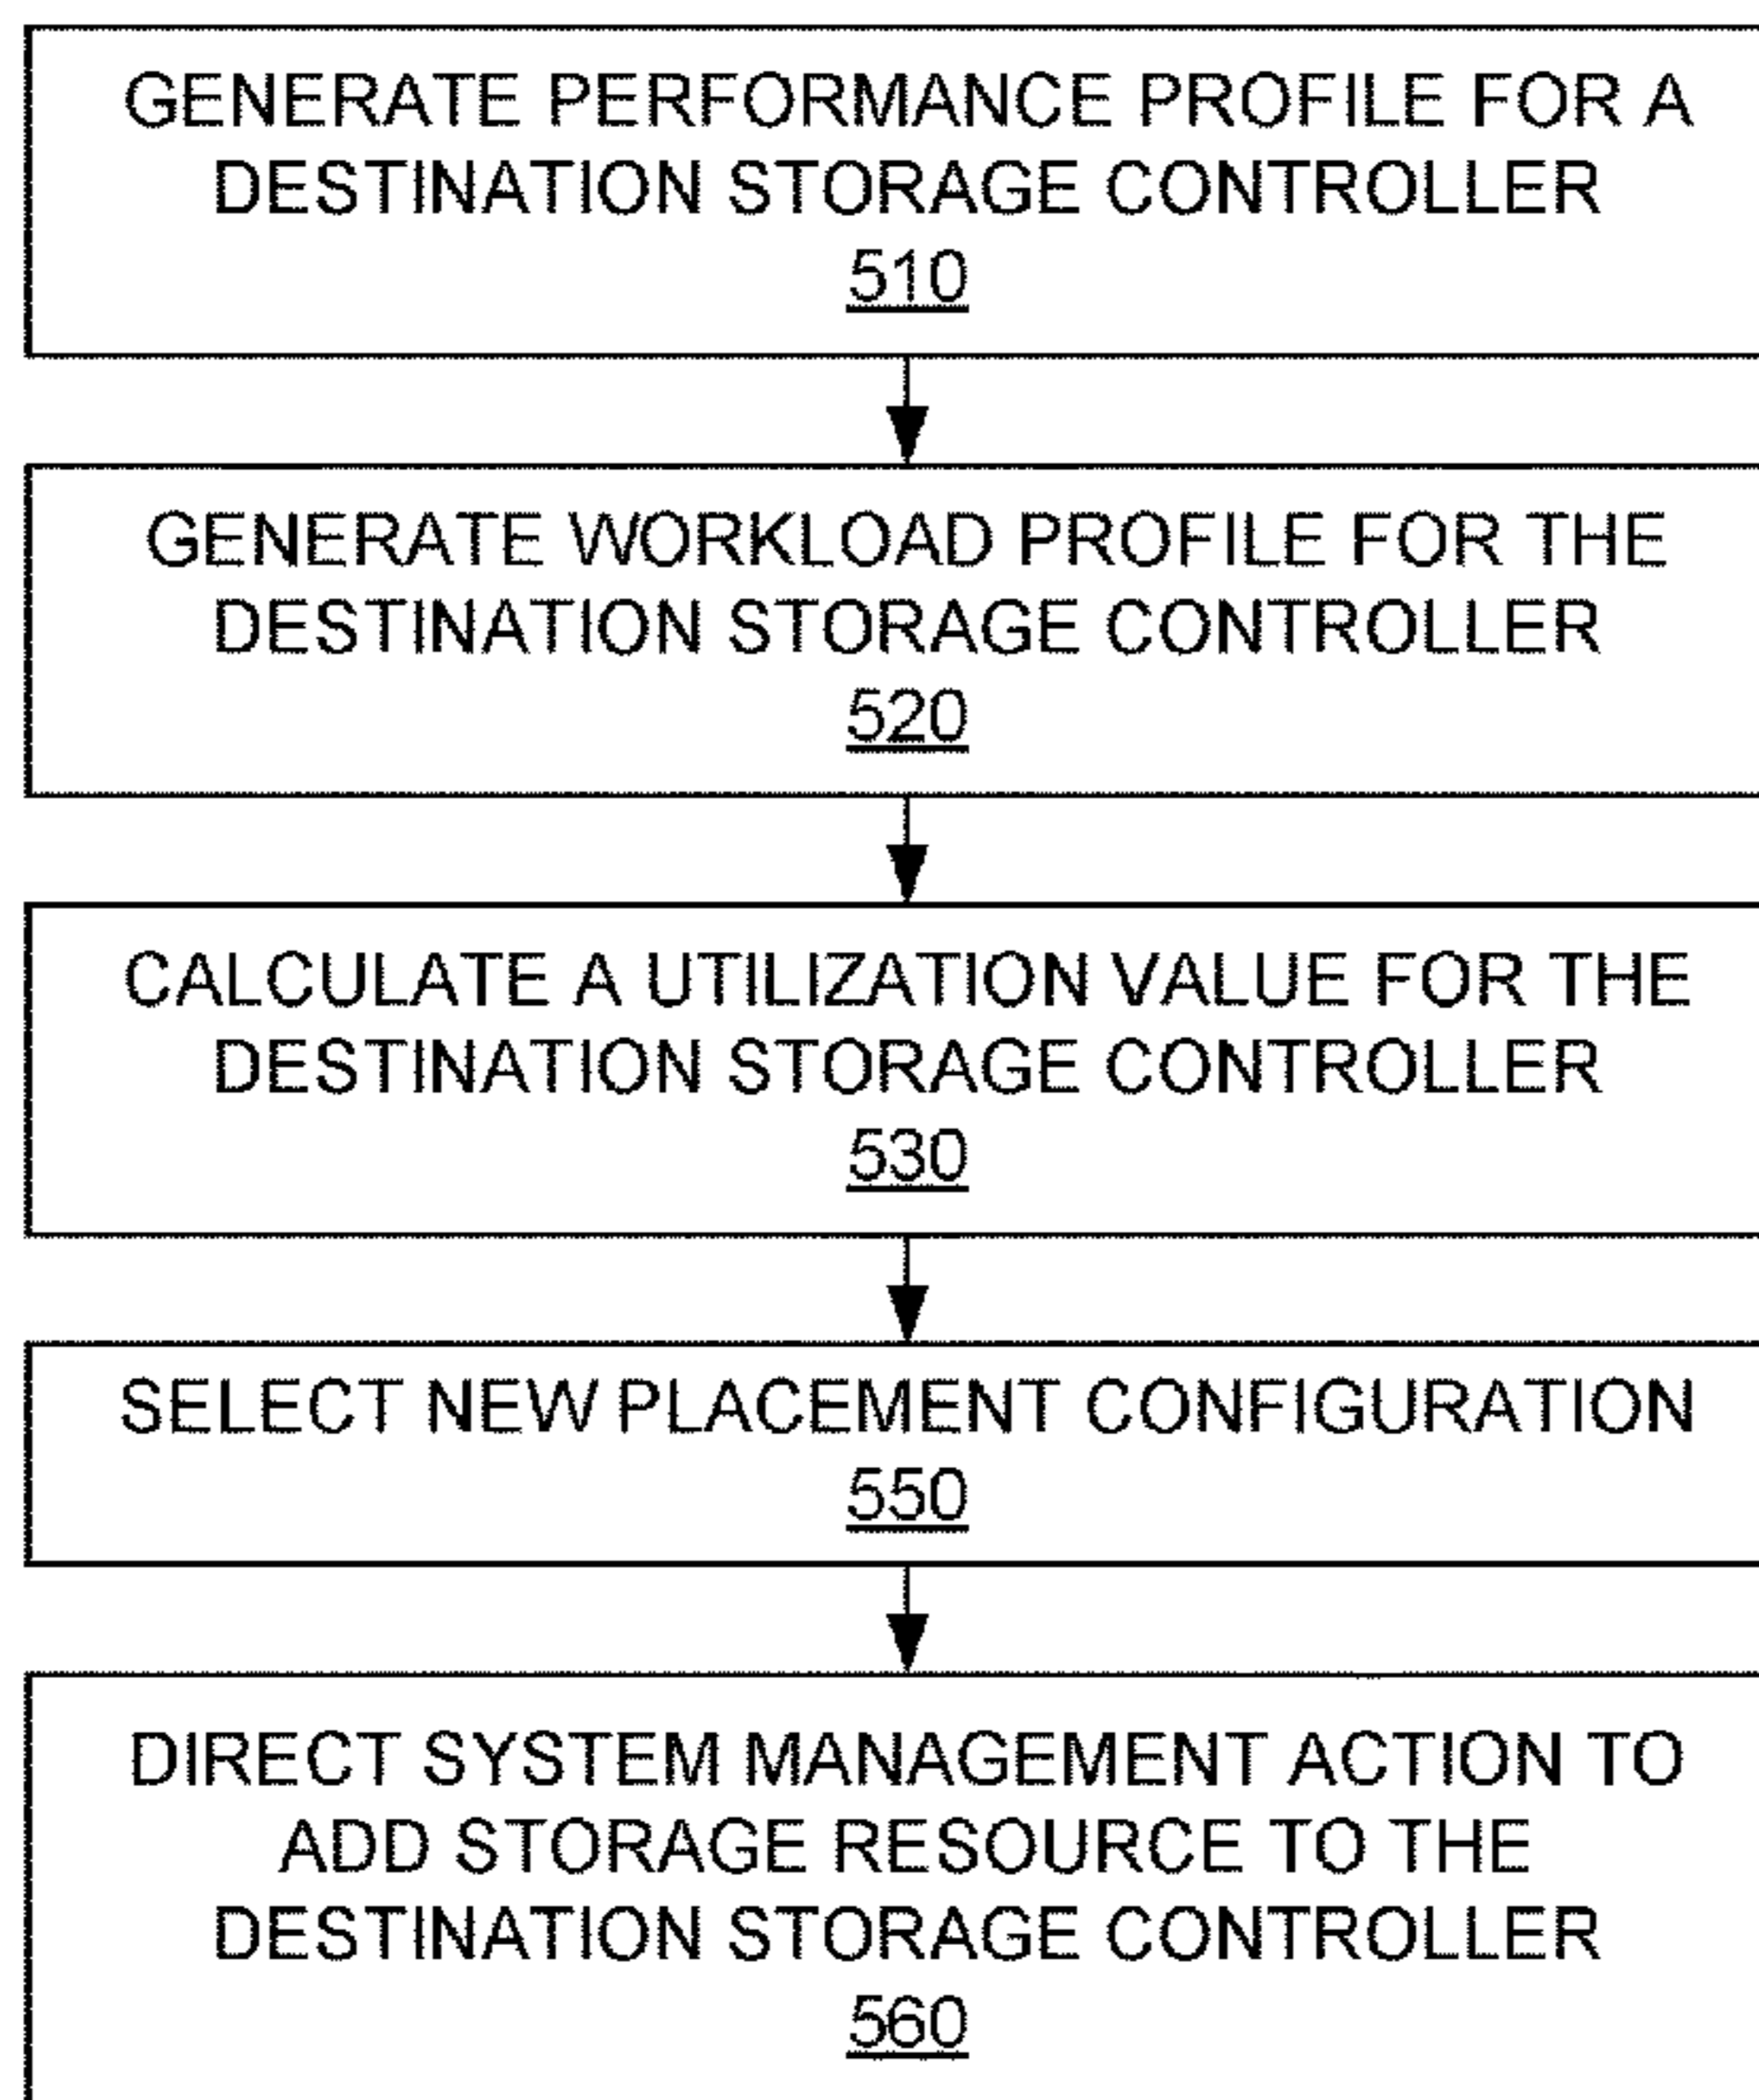 GENERATE PERFORMANCE PROFILE FOR A
DESTINATION STORAGE CONTROLLER
510
GENERATE WORKLOAD PROFILE FOR THE
DESTINATION STORAGE CONTROLLER
520
CALCULATE A UTILIZATION VALUE FOR THE
DESTINATION STORAGE CONTROLLER
530
SELECT NEW PLACEMENT CONFIGURATION
550
DIRECT SYSTEM MANAGEMENT ACTION TO
ADD STORAGE RESOURCE TO THE
DESTINATION STORAGE CONTROLLER
560